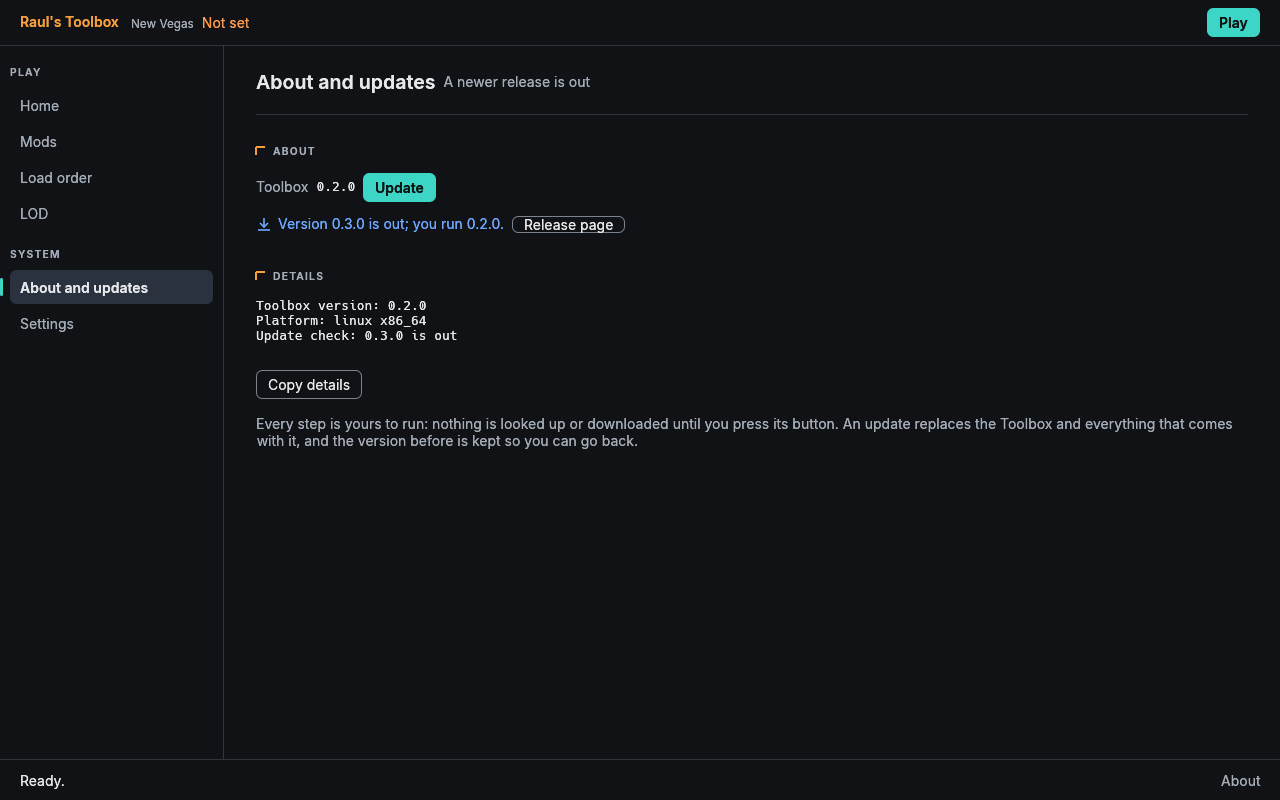 Raul's Toolbox New Vegas Not set Play
PLAY
Home
Mods
Load order
LOD
SYSTEM
About and updates
Settings
About and updates A newer release is out
ABOUT
Toolbox 0.2.0 Update
Version 0.3.0 is out; you run 0.2.0. Release page
DETAILS
Toolbox version: 0.2.0
Platform: linux x86_64
Update check: 0.3.0 is out
Copy details
Every step is yours to run: nothing is looked up or downloaded until you press its button. An update replaces the Toolbox and everything that comes
with it, and the version before is kept so you can go back.
Ready. About